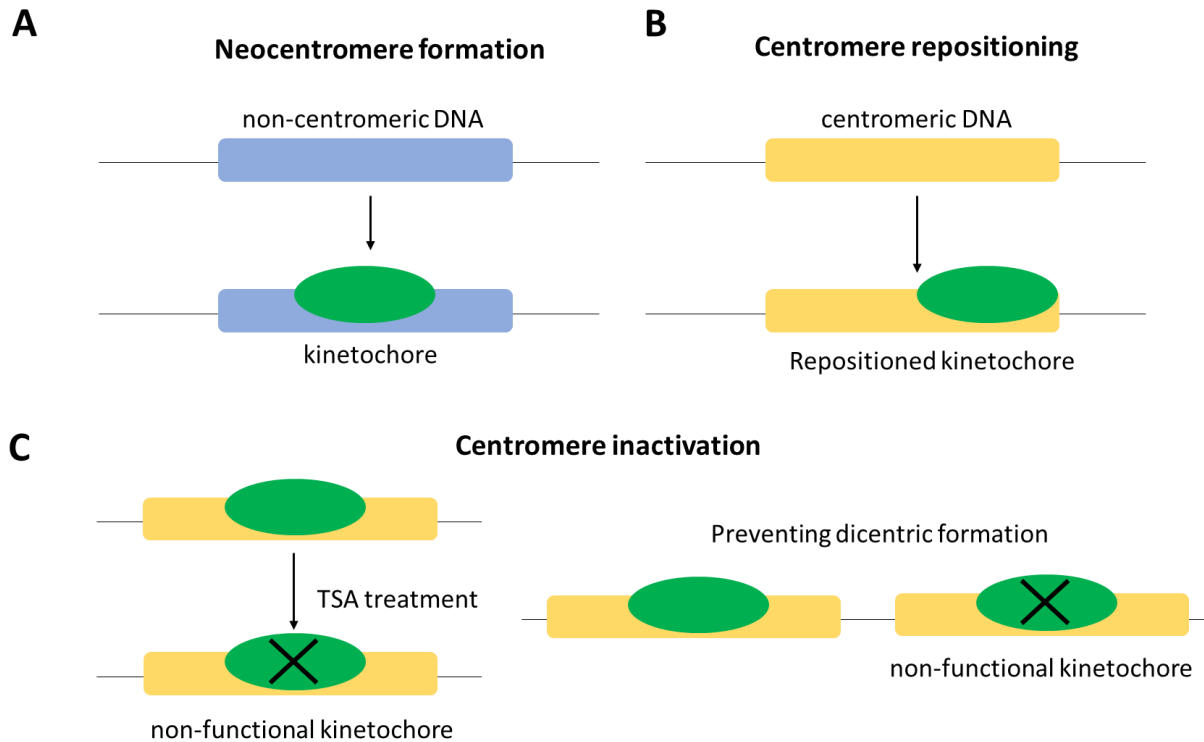 A
Neocentromere formation
non-centromeric DNA
kinetochore
B
Centromere repositioning
centromeric DNA
Repositioned kinetochore
C
Centromere inactivation
TSA treatment
non-functional kinetochore
Preventing dicentric formation
non-functional kinetochore